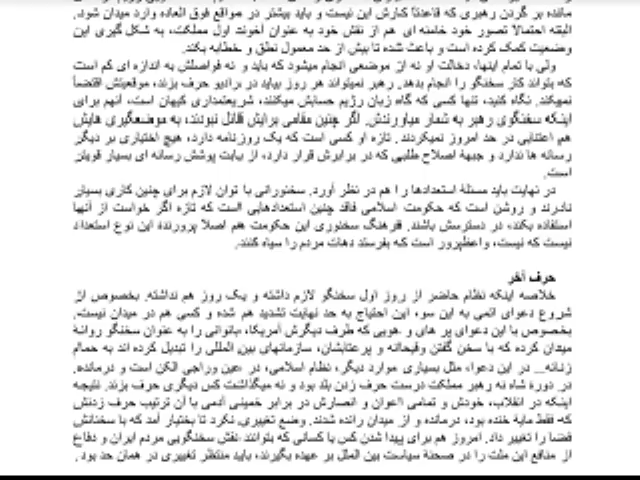 مانده بر گردن رهبری که قاعدتاً کارش این نیست و باید بیشتر در مواقع فوق العاده وارد میدان شود.
البته احتمالاً تصور خود خامنه ای هم از نقش خود به عنوان آخوند اول مملکت، به شکل گیری این
وضعیت کمک کرده است و باعث شده تا بیش از حد معمول نطق و خطابه بکند.
ولی با تمام اینها، دخالت او نه از موضعی انجام میشود که باید و نه فواصلش به اندازه ای کم است
که بتواند کار سخنگو را انجام بدهد. رهبر نمیتواند هر روز بیاید در رادیو حرف بزند، موقعیتش اقتضأ
نمیکند. نگاه کنید، تنها کسی که گاه زبان رژیم حسابش میکنند، شریعتمداری کیهان است، آنهم برای
اینکه سخنگوی رهبر به شمار میاورندش. اگر چنین مقامی برایش قائل نبودند، به موضعگیری هایش
هم اعتنایی در حد امروز نمیکردند. تازه او کسی است که یک روزنامه دارد، هیچ اختیاری بر دیگر
رسانه ها ندارد و جبههٔ اصلاح طلبی که در برابرش قرار دارد، از بابت پوشش رسانه ای بسیار قویتر
است.
در نهایت باید مسئلهٔ استعدادها را هم در نظر آورد. سخنورانی با توان لازم برای چنین کاری بسیار
نادرند و روشن است که حکومت اسلامی فاقد چنین استعدادهایی است که تازه اگر خواست از آنها
استفاده بکند، در دسترسش باشند. فرهنگ سخنوری این حکومت هم اصلا پرورندهٔ این نوع استعداد
نیست که نیست، واعظپرور است که بفرستد دهات مردم را سیاه کنند.
حرف آخر
خلاصه اینکه نظام حاضر از روز اول سخنگو لازم داشته و یک روز هم نداشته. بخصوص از
شروع دعوای اتمی به این سو، این احتیاج به حد نهایت تشدید هم شده و کسی هم در میدان نیست.
بخصوص با این دعوای پر های و هویی که طرف دیگرش آمریکا، بانوانی را به عنوان سخنگو روانهٔ
میدان کرده که با سخن گفتن وقیحانه و پرعتابشان، سازمانهای بین المللی را تبدیل کرده اند به حمام
زنانه... در این دعوا، مثل بسیاری موارد دیگر، نظام اسلامی، در عین وراجی الکن است و درمانده.
در دورهٔ شاه نه رهبر مملکت درست حرف زدن بلد بود و نه میگذاشت کس دیگری حرف بزند. نتیجه
اینکه در انقلاب، خودش و تمامی اعوان و انصارش در برابر خمینی آدمی با آن ترتیب حرف زدنش
که فقط مایهٔ خنده بود، درمانده و از میدان رانده شدند. وضع تغییری نکرد تا بختیار آمد که با سخنانش
فضا را تغییر داد. امروز هم برای پیدا شدن کس یا کسانی که بتوانند نقش سخنگویی مردم ایران و دفاع
از منافع این ملت را در صحنهٔ سیاست بین الملل بر عهده بگیرند، باید منتظر تغییری در همان حد بود.